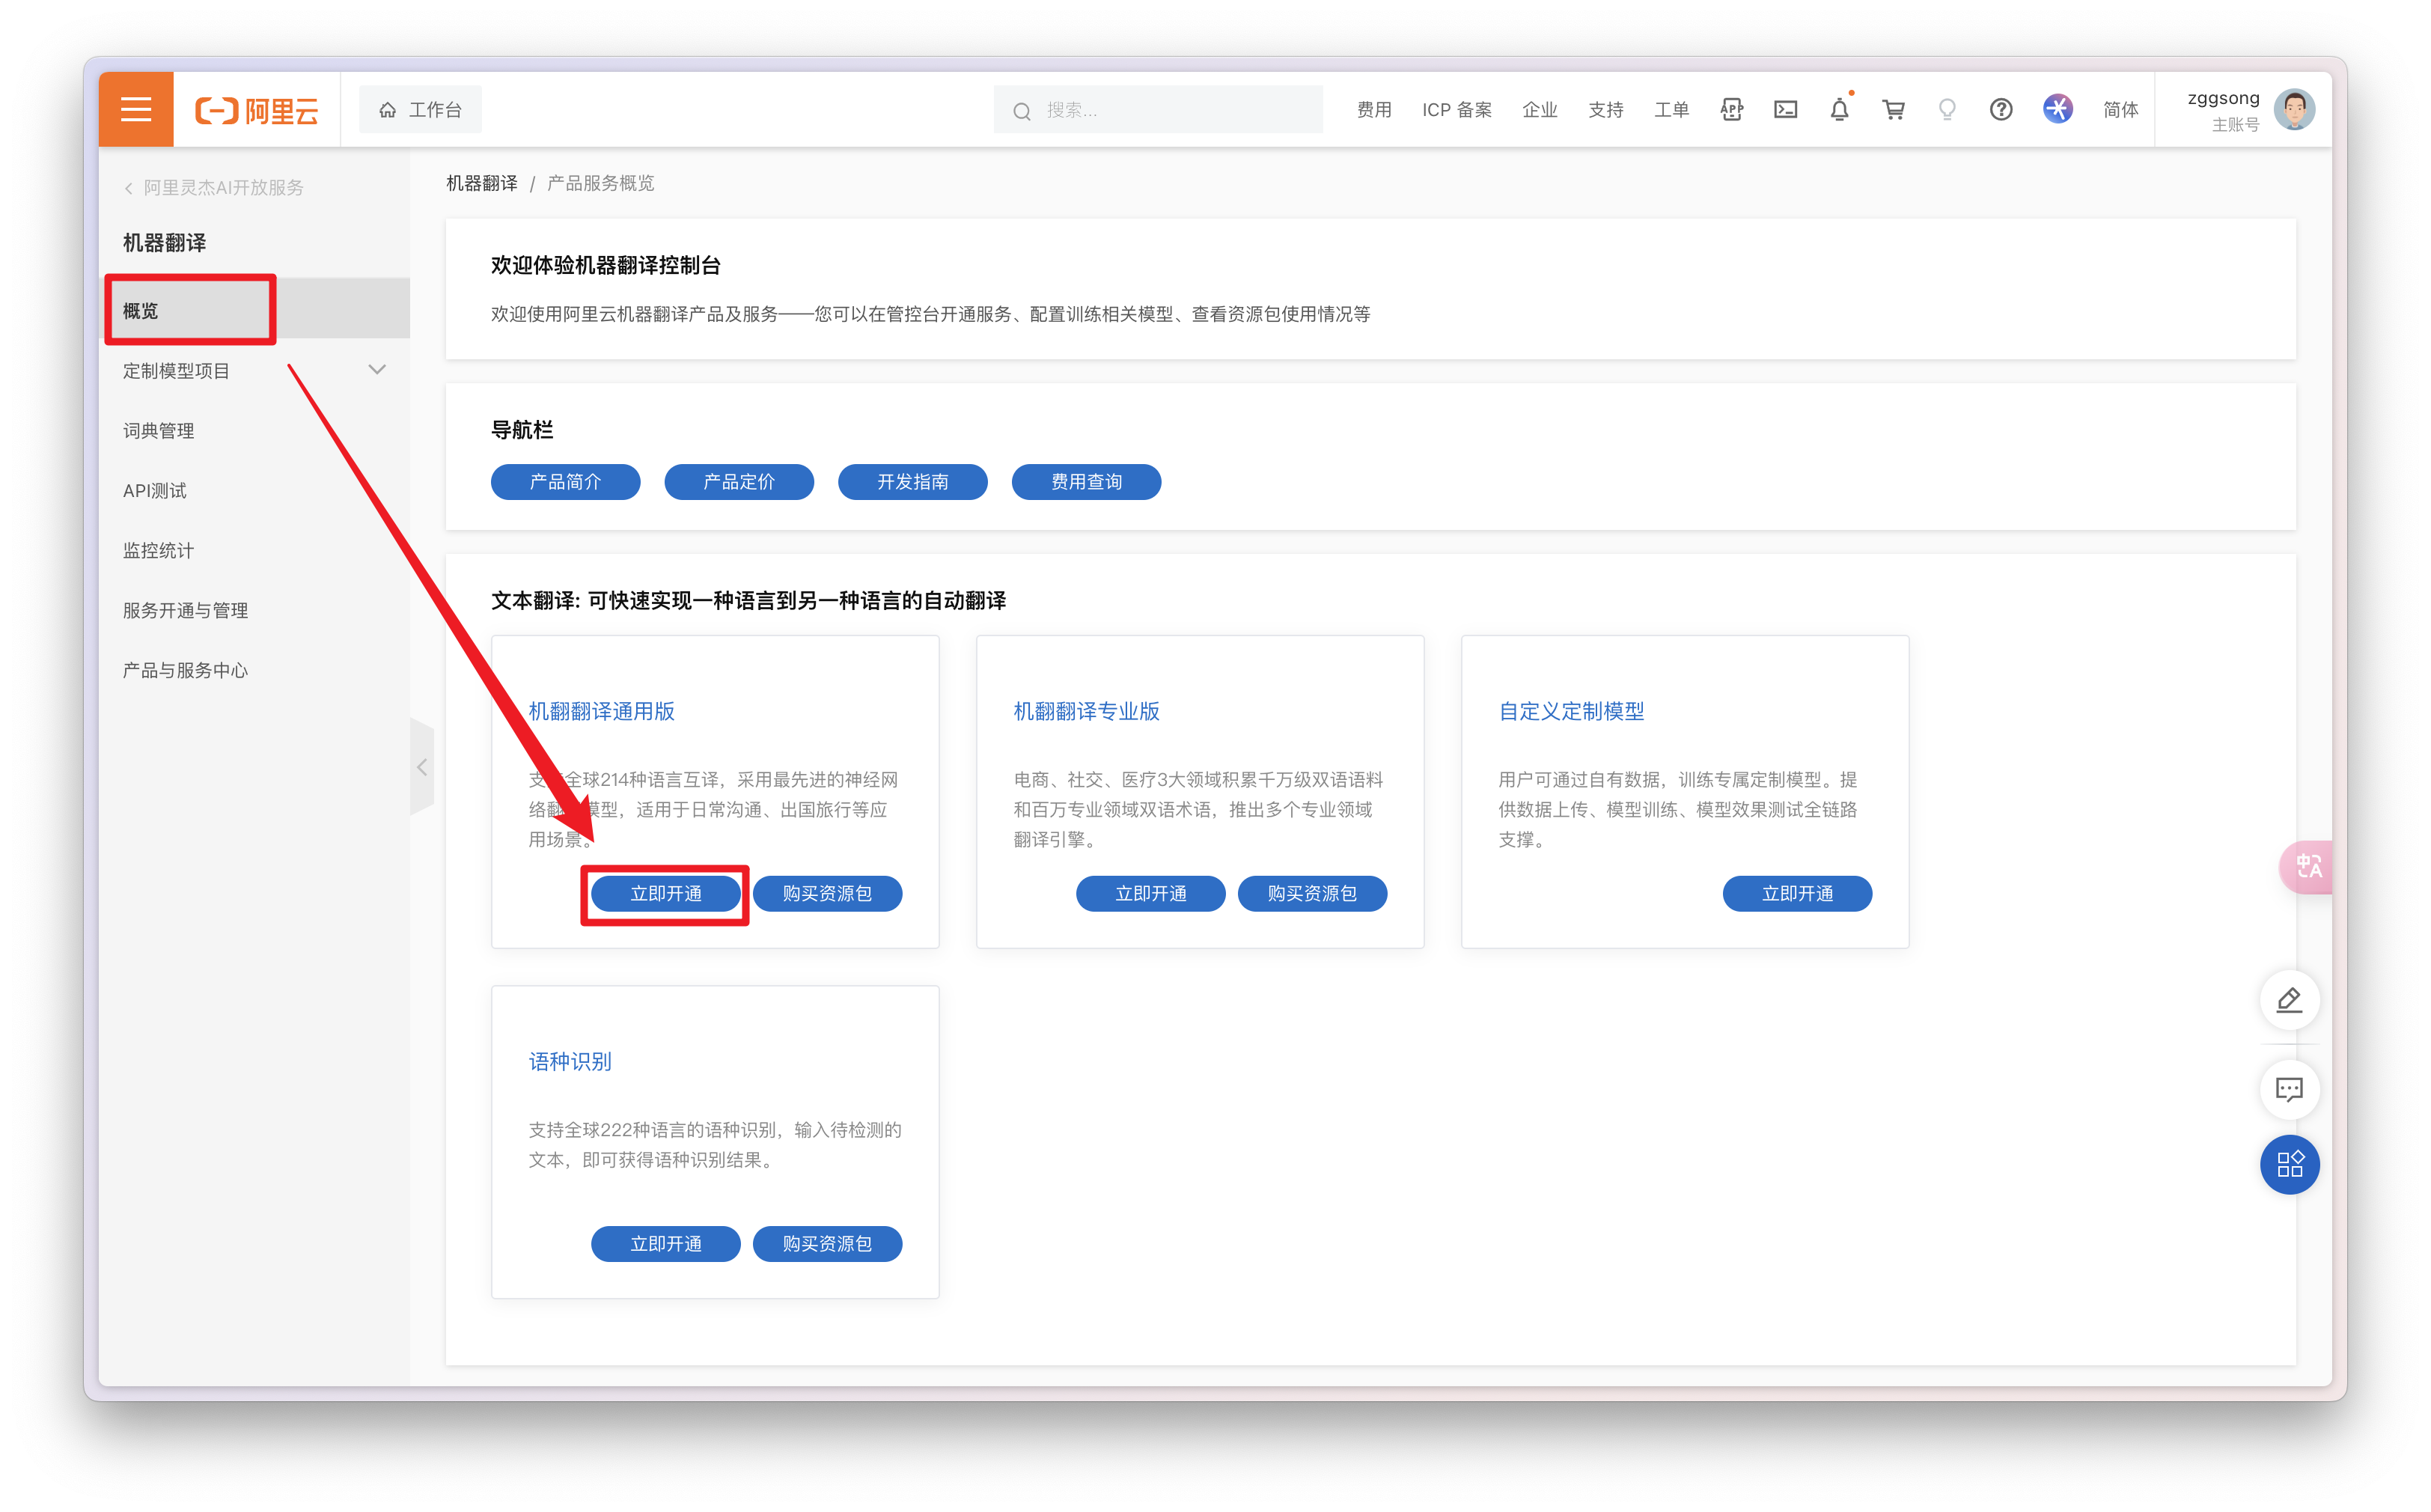 阿里云
工作台
搜索...
费用
ICP 备案
企业
支持
工单
APP
简体
zggsong
主账号
阿里灵杰AI开放服务
机器翻译
概览
定制模型项目
词典管理
API测试
监控统计
服务开通与管理
产品与服务中心
机器翻译 / 产品服务概览
欢迎体验机器翻译控制台
欢迎使用阿里云机器翻译产品及服务——您可以在管控台开通服务、配置训练相关模型、查看资源包使用情况等
导航栏
产品简介
产品定价
开发指南
费用查询
文本翻译: 可快速实现一种语言到另一种语言的自动翻译
机翻翻译通用版
支 全球214种语言互译，采用最先进的神经网
络翻 模型，适用于日常沟通、出国旅行等应
用场景。
立即开通
购买资源包
机翻翻译专业版
电商、社交、医疗3大领域积累千万级双语语料
和百万专业领域双语术语，推出多个专业领域
翻译引擎。
立即开通
购买资源包
自定义定制模型
用户可通过自有数据，训练专属定制模型。提
供数据上传、模型训练、模型效果测试全链路
支撑。
立即开通
中A
语种识别
支持全球222种语言的语种识别，输入待检测的
文本，即可获得语种识别结果。
立即开通
购买资源包